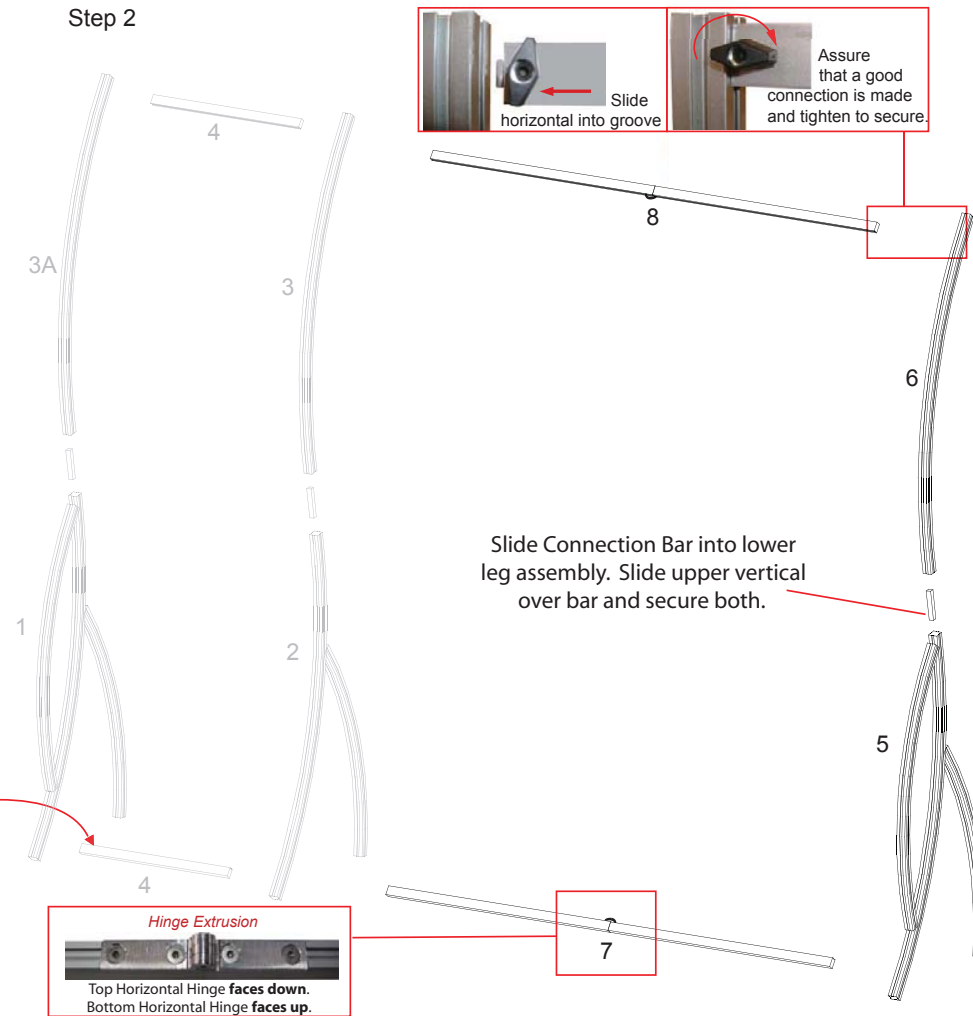 Step 2
Slide
horizontal into groove
Assure
that a good
connection is made
and tighten to secure.
4
8
3A
3
6
Slide Connection Bar into lower
leg assembly. Slide upper vertical
over bar and secure both.
1
2
5
4
7
Hinge Extrusion
Top Horizontal Hinge faces down.
Bottom Horizontal Hinge faces up.